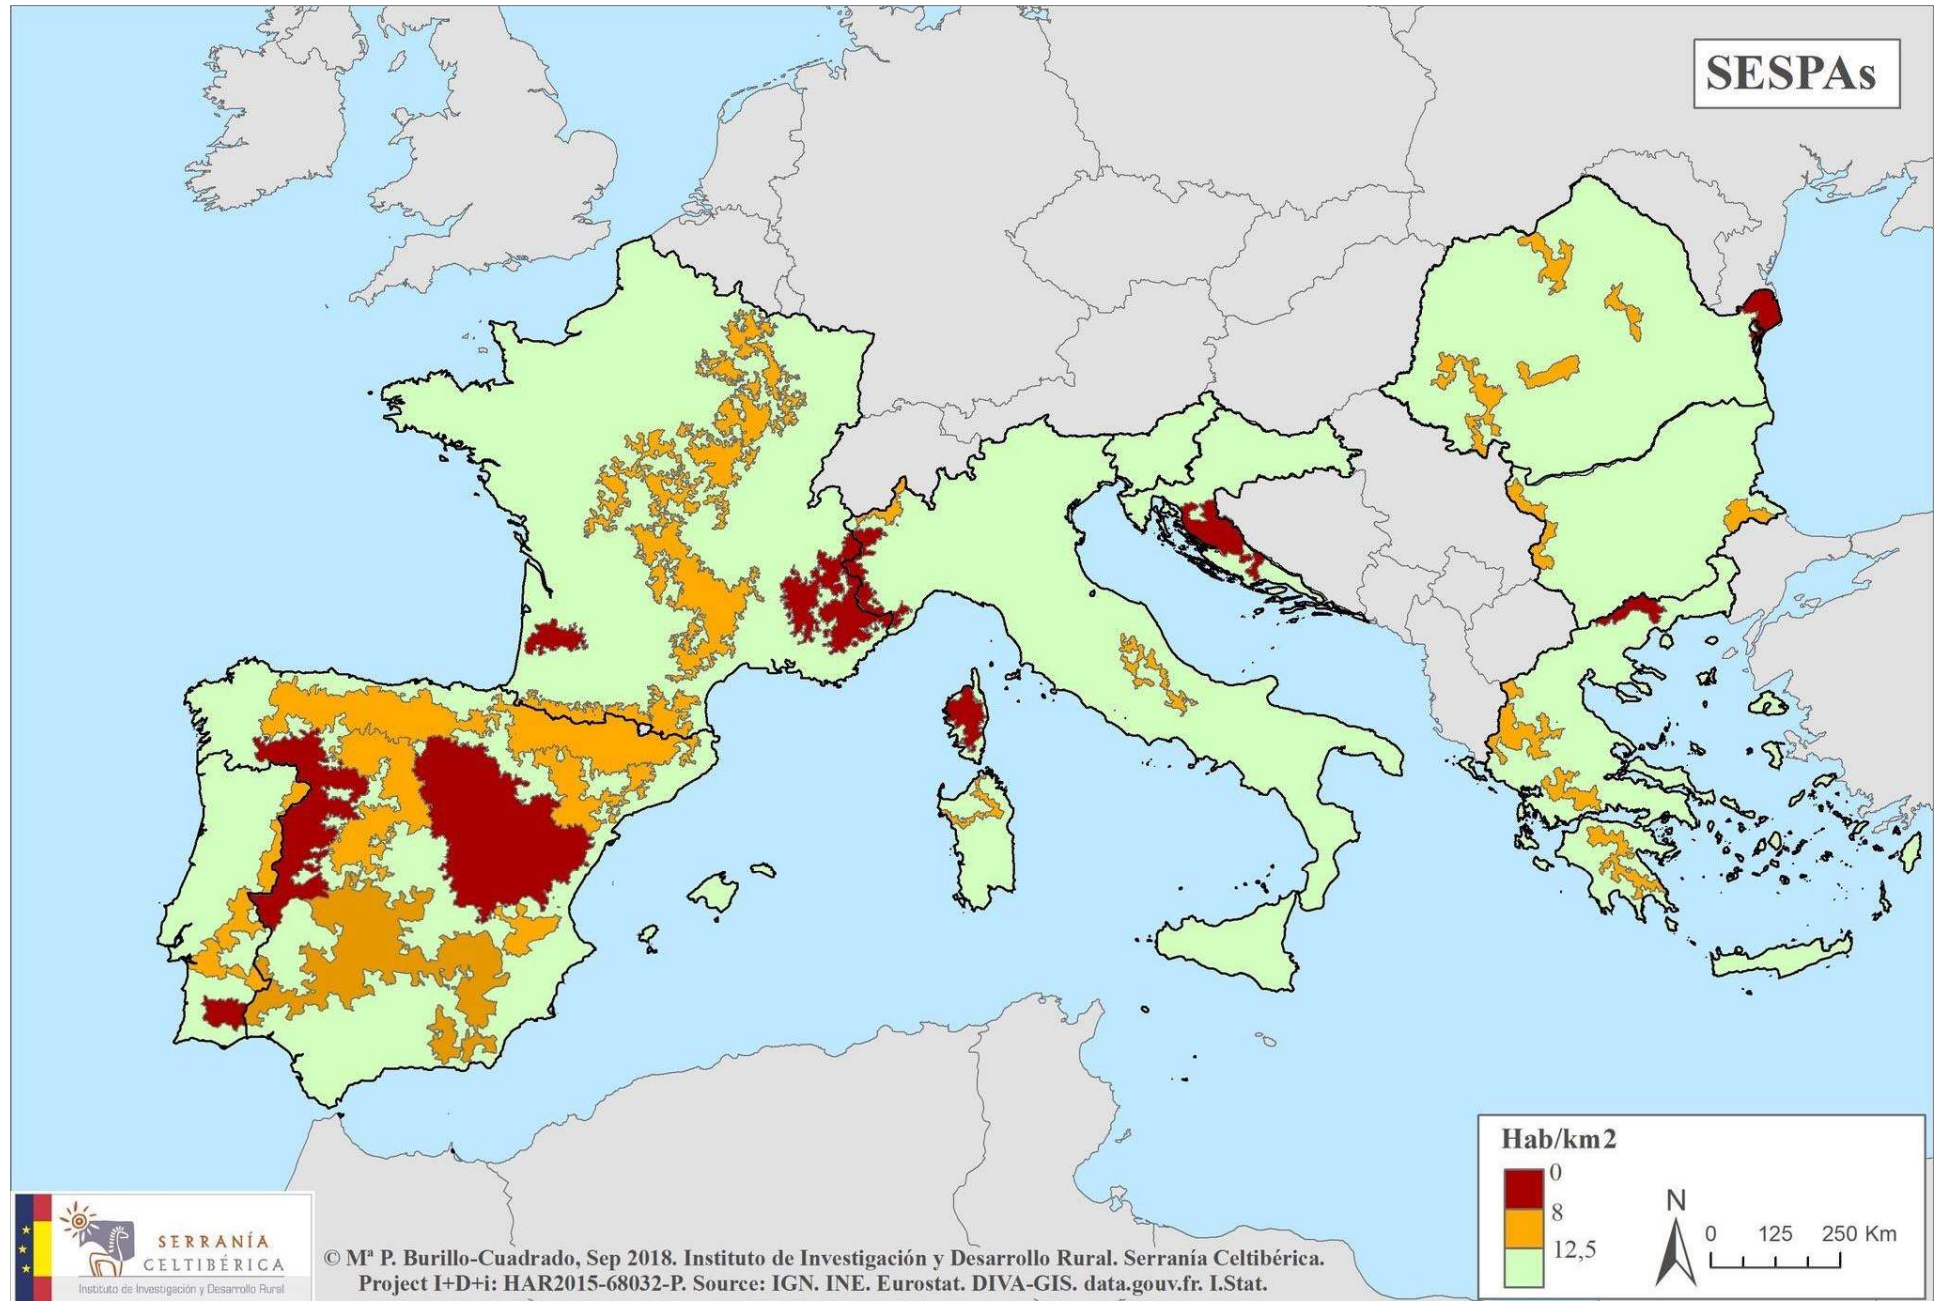 SESPAs
Hab/km2
0
8
12,5
N
0 125 250 Km
SERRANÍA
CELTIBÉRICA
Instituto de Investigación y Desarrollo Rural
© Mª P. Burillo-Cuadrado, Sep 2018. Instituto de Investigación y Desarrollo Rural. Serranía Celtibérica.
Project I+D+i: HAR2015-68032-P. Source: IGN. INE. Eurostat. DIVA-GIS. data.gouv.fr. I.Stat.